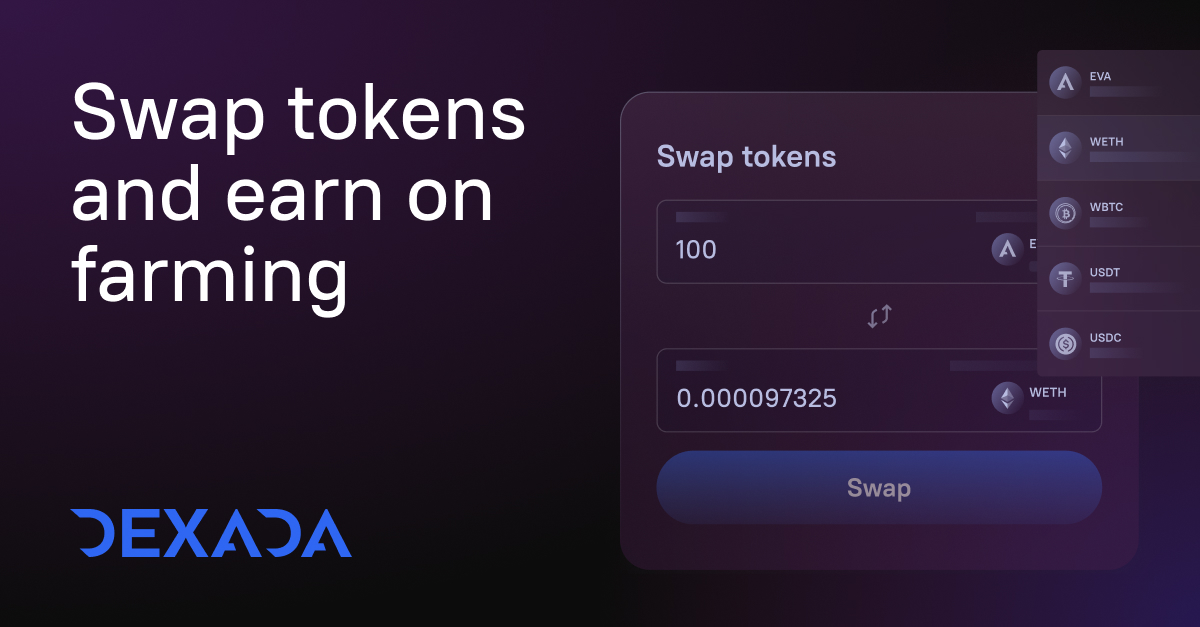 Swap tokens
and earn on
farming
DEXADA
Swap tokens
100
E
0.000097325
WETH
Swap
EVA
WETH
WBTC
USDT
USDC